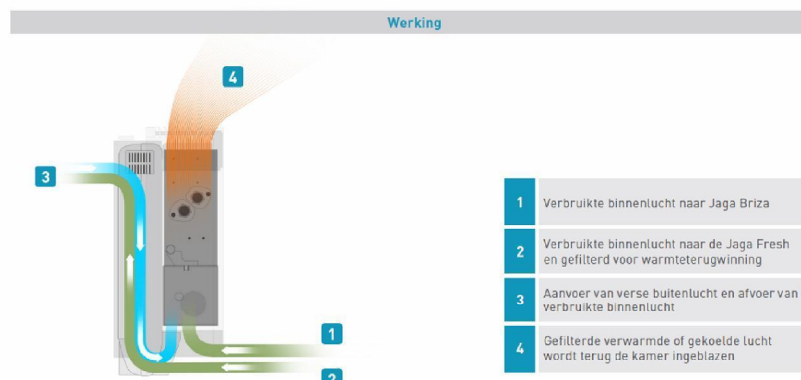 Werking
4
3
1
2
1 Verbruikte binnenlucht naar Jaga Briza
2 Verbruikte binnenlucht naar de Jaga Fresh
en gefilterd voor warmteterugwinning
3 Aanvoer van verse buitenlucht en afvoer van
verbruikte binnenlucht
4 Gefilterde verwarmde of gekoelde lucht
wordt terug de kamer ingeblazen